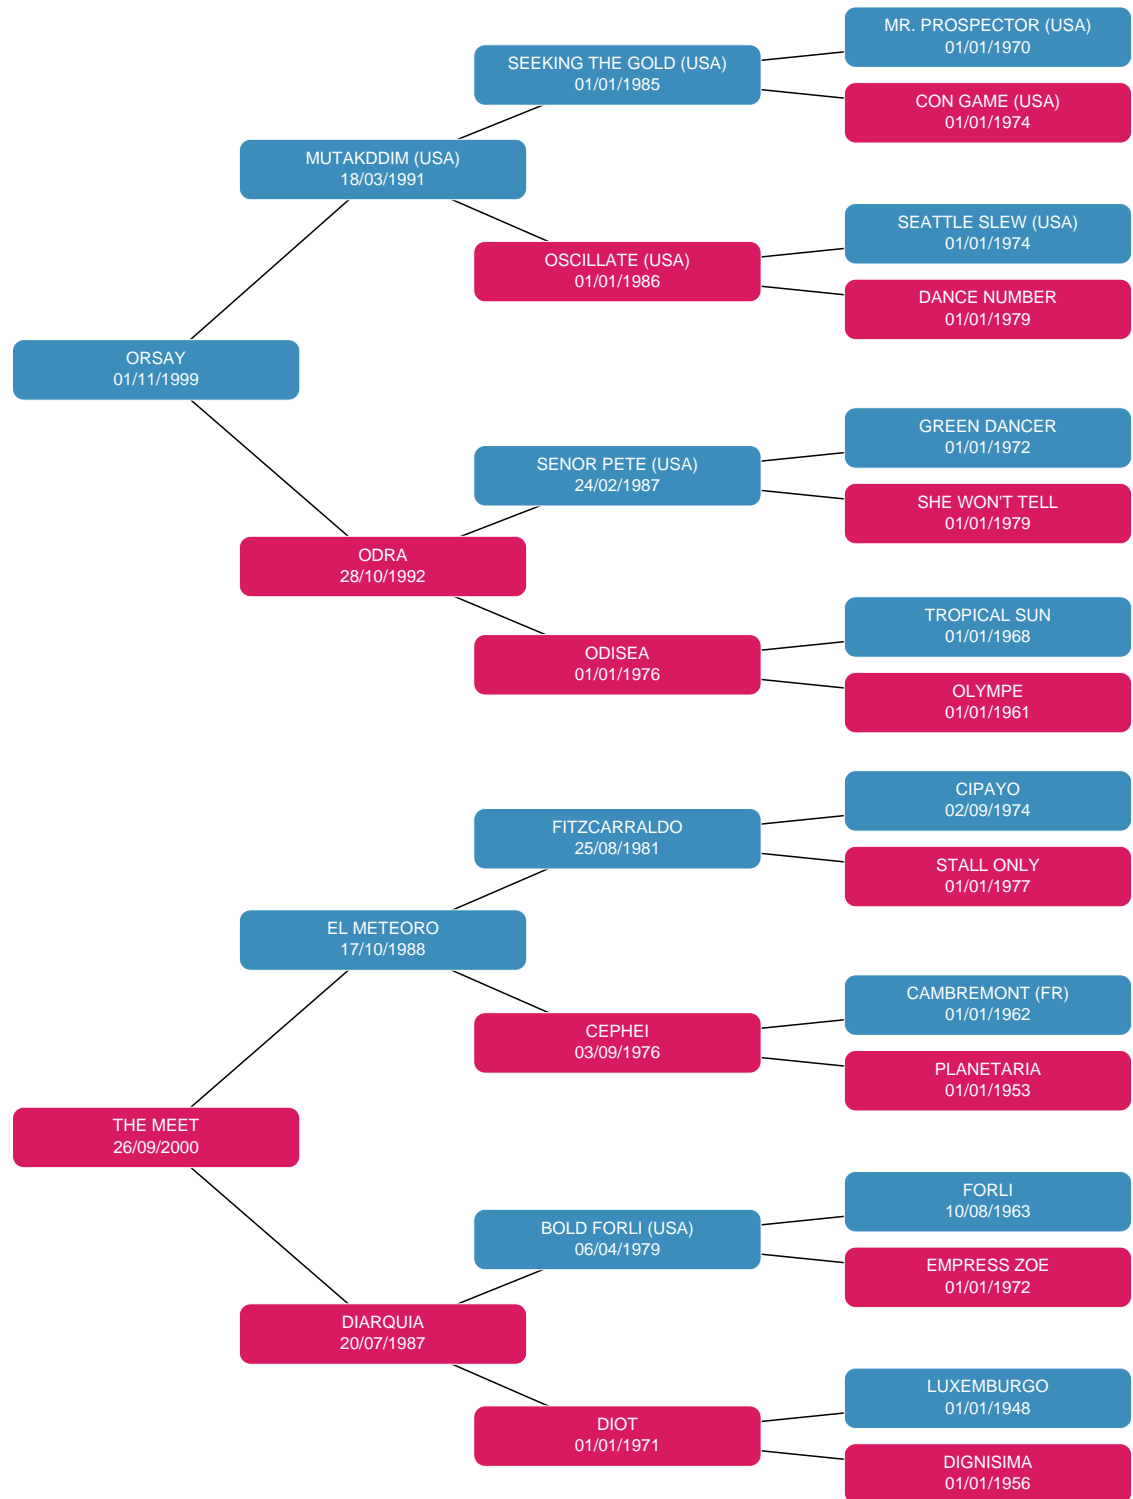 MR. PROSPECTOR (USA)
01/01/1970
SEEKING THE GOLD (USA)
01/01/1985
CON GAME (USA)
01/01/1974
MUTAKDDIM (USA)
18/03/1991
SEATTLE SLEW (USA)
01/01/1974
OSCILLATE (USA)
01/01/1986
DANCE NUMBER
01/01/1979
ORSAY
01/11/1999
GREEN DANCER
01/01/1972
SENOR PETE (USA)
24/02/1987
SHE WON'T TELL
01/01/1979
ODRA
28/10/1992
TROPICAL SUN
01/01/1968
ODISEA
01/01/1976
OLYMPE
01/01/1961
CIPAYO
02/09/1974
FITZCARRALDO
25/08/1981
STALL ONLY
01/01/1977
EL METEORO
17/10/1988
CAMBREMONT (FR)
01/01/1962
CEPHEI
03/09/1976
PLANETARIA
01/01/1953
THE MEET
26/09/2000
FORLI
10/08/1963
BOLD FORLI (USA)
06/04/1979
EMPRESS ZOE
01/01/1972
DIARQUIA
20/07/1987
LUXEMBURGO
01/01/1948
DIOT
01/01/1971
DIGNISIMA
01/01/1956